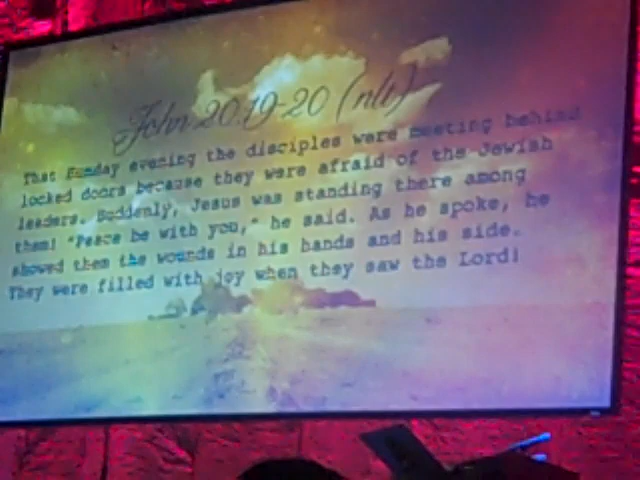 John 20:19-20 (nlt)
That Sunday evening the disciples were meeting behind
locked doors because they were afraid of the Jewish
leaders. Suddenly, Jesus was standing there among
them! "Peace be with you," he said. As he spoke, he
showed them the wounds in his hands and his side.
They were filled with joy when they saw the Lord!